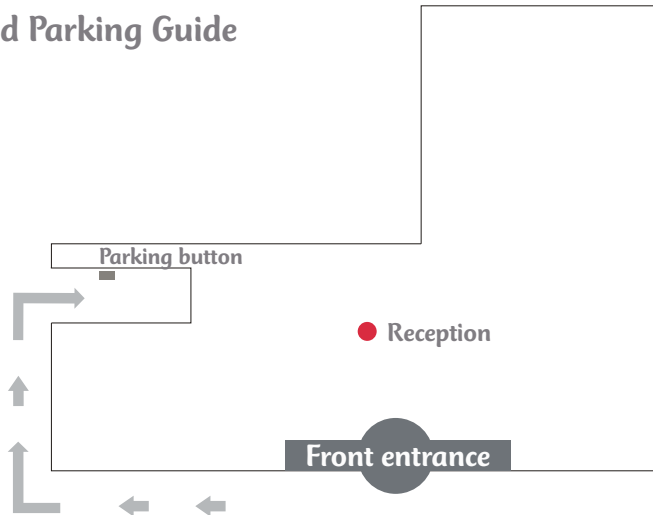 d Parking Guide
Parking button
Reception
Front entrance